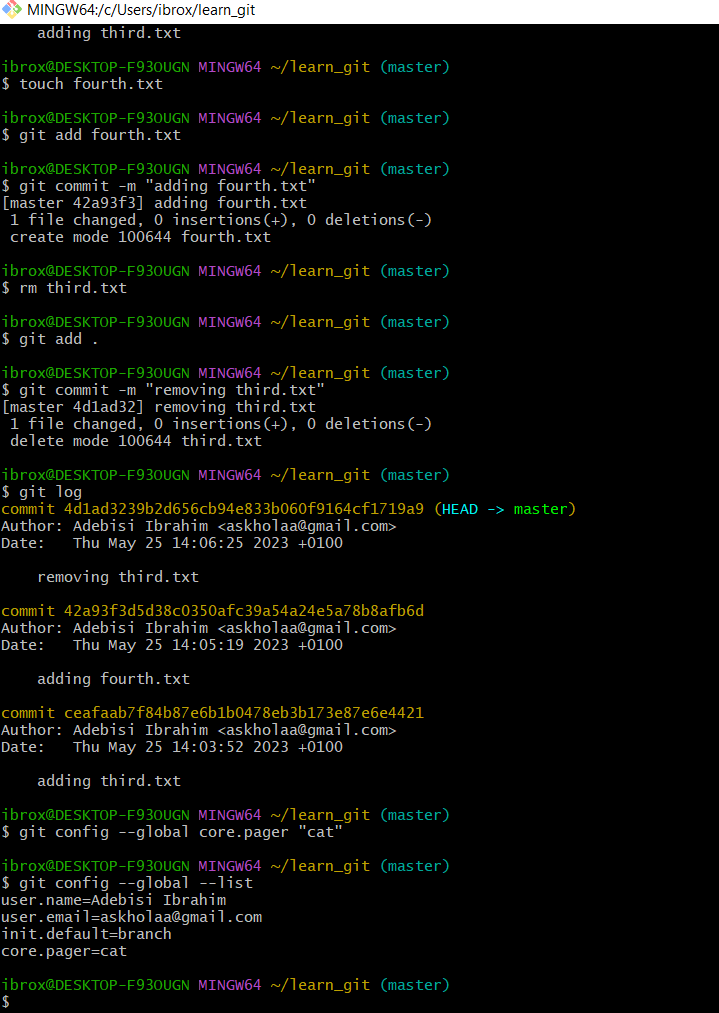 MINGW64:/c/Users/ibrox/learn_git
    adding third.txt
ibrox@DESKTOP-F93OUGN MINGW64 ~/learn_git (master)
$ touch fourth.txt
ibrox@DESKTOP-F93OUGN MINGW64 ~/learn_git (master)
$ git add fourth.txt
ibrox@DESKTOP-F93OUGN MINGW64 ~/learn_git (master)
$ git commit -m "adding fourth.txt"
[master 42a93f3] adding fourth.txt
 1 file changed, 0 insertions(+), 0 deletions(-)
 create mode 100644 fourth.txt
ibrox@DESKTOP-F93OUGN MINGW64 ~/learn_git (master)
$ rm third.txt
ibrox@DESKTOP-F93OUGN MINGW64 ~/learn_git (master)
$ git add .
ibrox@DESKTOP-F93OUGN MINGW64 ~/learn_git (master)
$ git commit -m "removing third.txt"
[master 4d1ad32] removing third.txt
 1 file changed, 0 insertions(+), 0 deletions(-)
 delete mode 100644 third.txt
ibrox@DESKTOP-F93OUGN MINGW64 ~/learn_git (master)
$ git log
commit 4d1ad3239b2d656cb94e833b060f9164cf1719a9 (HEAD -> master)
Author: Adebisi Ibrahim <askholaa@gmail.com>
Date:   Thu May 25 14:06:25 2023 +0100
    removing third.txt
commit 42a93f3d5d38c0350afc39a54a24e5a78b8afb6d
Author: Adebisi Ibrahim <askholaa@gmail.com>
Date:   Thu May 25 14:05:19 2023 +0100
    adding fourth.txt
commit ceafaab7f84b87e6b1b0478eb3b173e87e6e4421
Author: Adebisi Ibrahim <askholaa@gmail.com>
Date:   Thu May 25 14:03:52 2023 +0100
    adding third.txt
ibrox@DESKTOP-F93OUGN MINGW64 ~/learn_git (master)
$ git config --global core.pager "cat"
ibrox@DESKTOP-F93OUGN MINGW64 ~/learn_git (master)
$ git config --global --list
user.name=Adebisi Ibrahim
user.email=askholaa@gmail.com
init.default=branch
core.pager=cat
ibrox@DESKTOP-F93OUGN MINGW64 ~/learn_git (master)
$